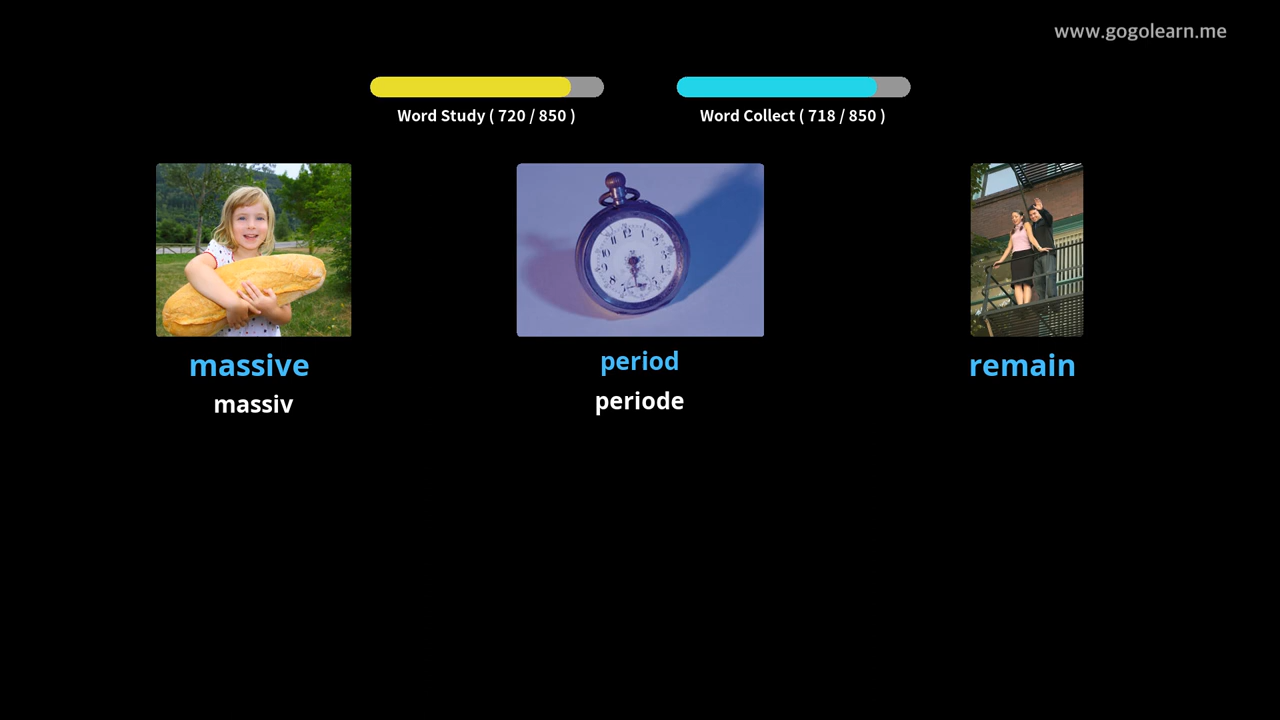 www.gogolearn.me
Word Study ( 720 / 850 )
Word Collect ( 718 / 850 )
massive
massiv
period
periode
remain